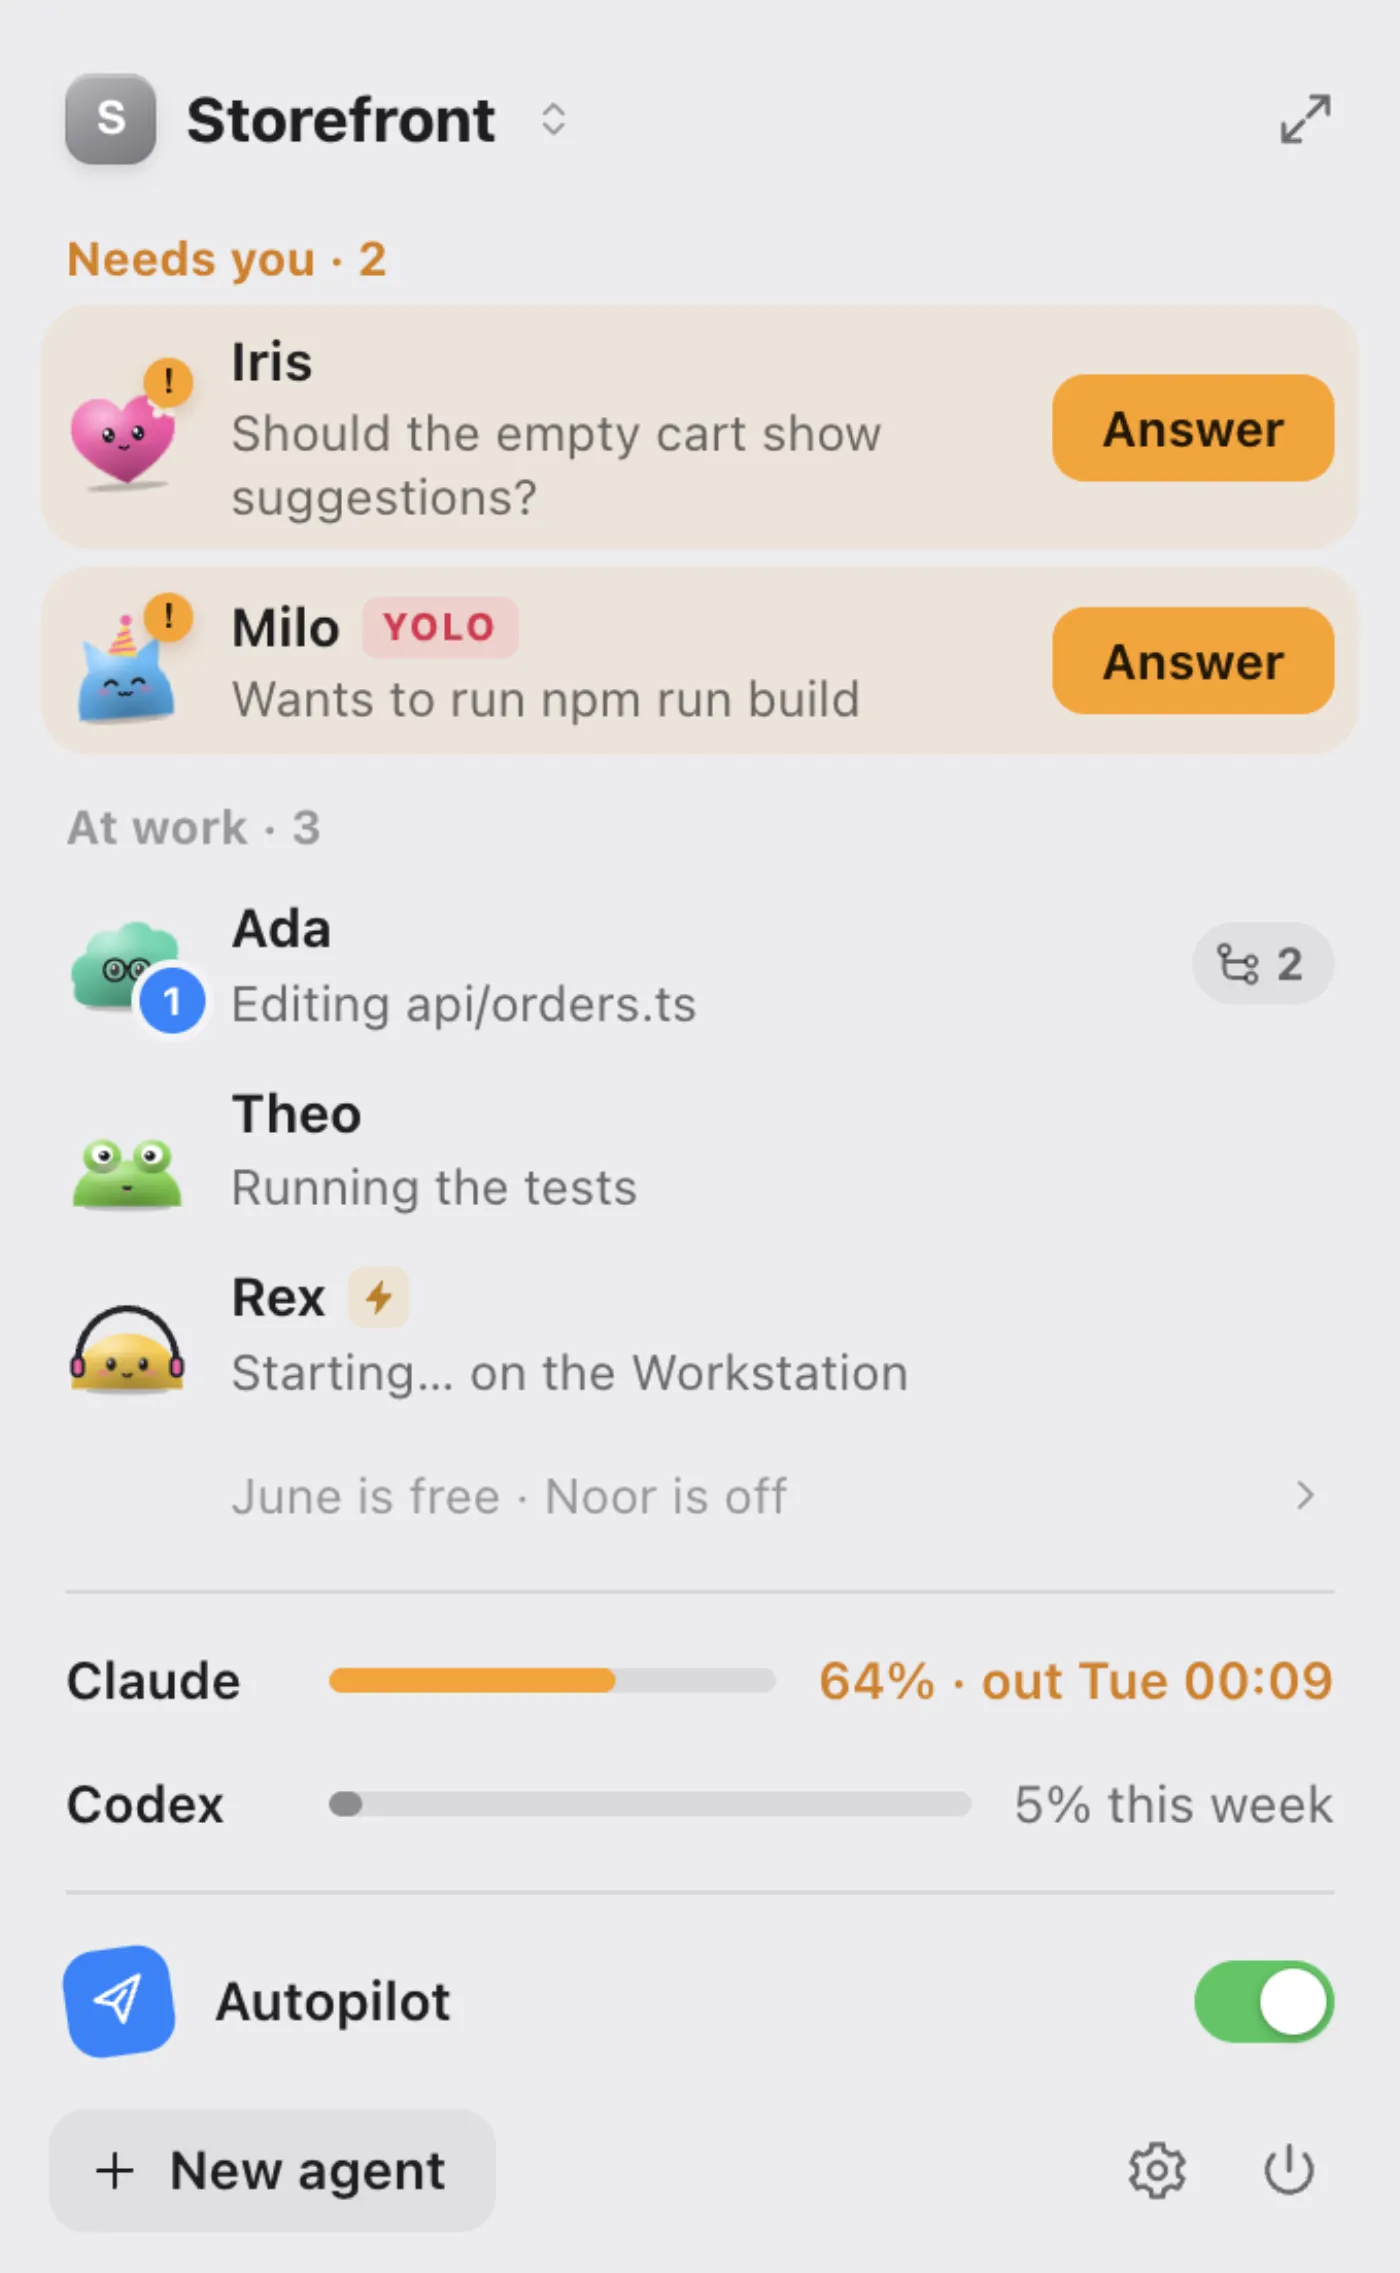 S Storefront
Needs you · 2
! Iris
Should the empty cart show
suggestions?
Answer
! Milo YOLO
Wants to run npm run build
Answer
At work · 3
Ada
1 Editing api/orders.ts
2
Theo
Running the tests
Rex
Starting... on the Workstation
June is free · Noor is off
Claude 64% · out Tue 00:09
Codex 5% this week
Autopilot
+ New agent